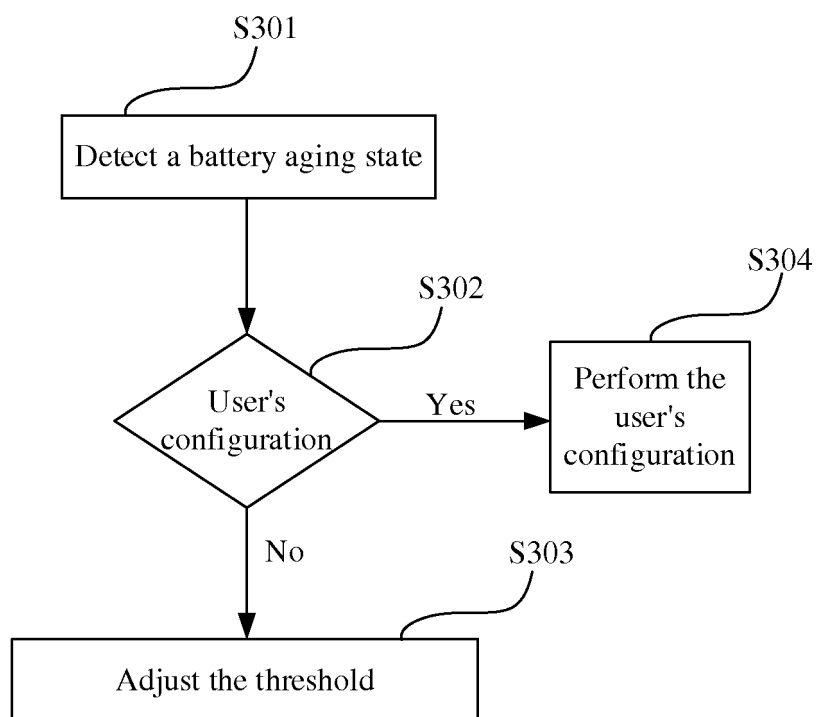 S301
Detect a battery aging state
S302
S304
User's
configuration
Yes
Perform the
user's
configuration
No
S303
Adjust the threshold